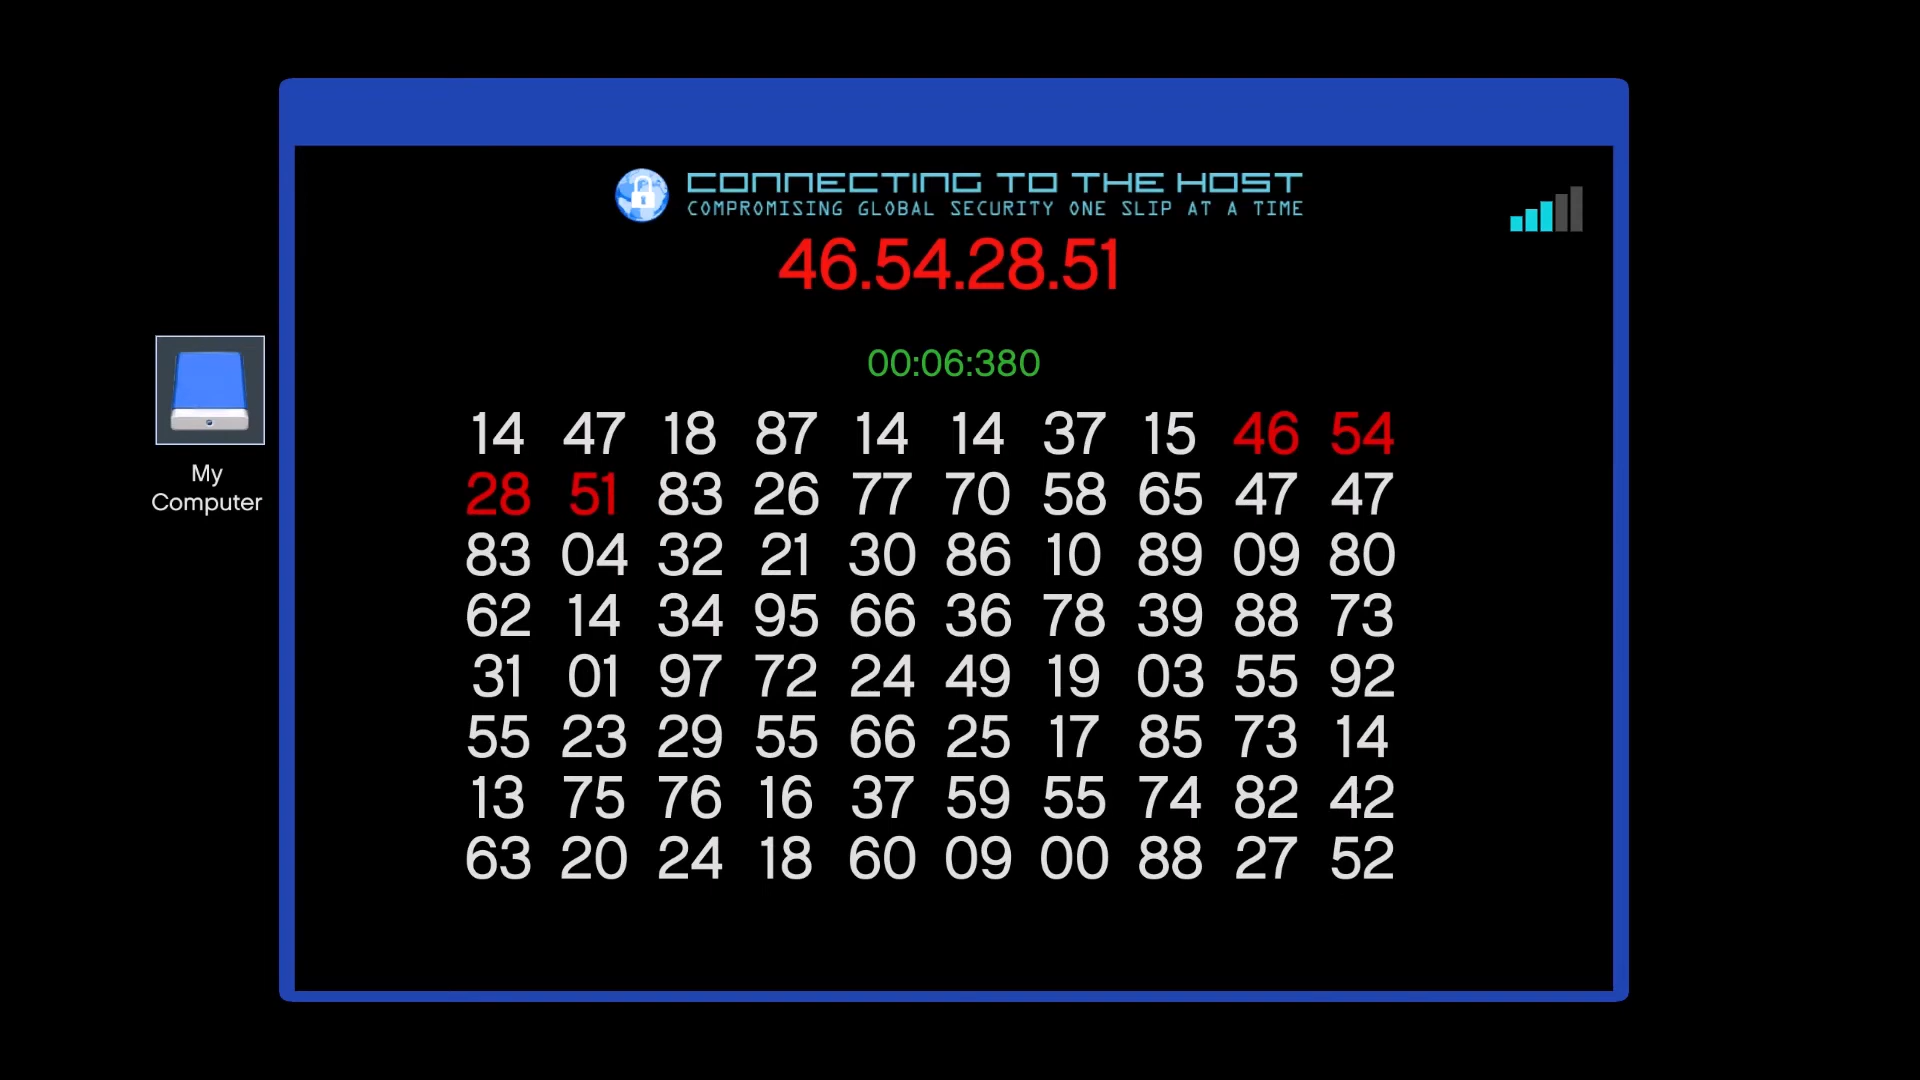 CONNECTING TO THE HOST
COMPROMISING GLOBAL SECURITY ONE SLIP AT A TIME
46.54.28.51
00:06:380
14 47 18 87 14 14 37 15 46 54
28 51 83 26 77 70 58 65 47 47
83 04 32 21 30 86 10 89 09 80
62 14 34 95 66 36 78 39 88 73
31 01 97 72 24 49 19 03 55 92
55 23 29 55 66 25 17 85 73 14
13 75 76 16 37 59 55 74 82 42
63 20 24 18 60 09 00 88 27 52
My
Computer